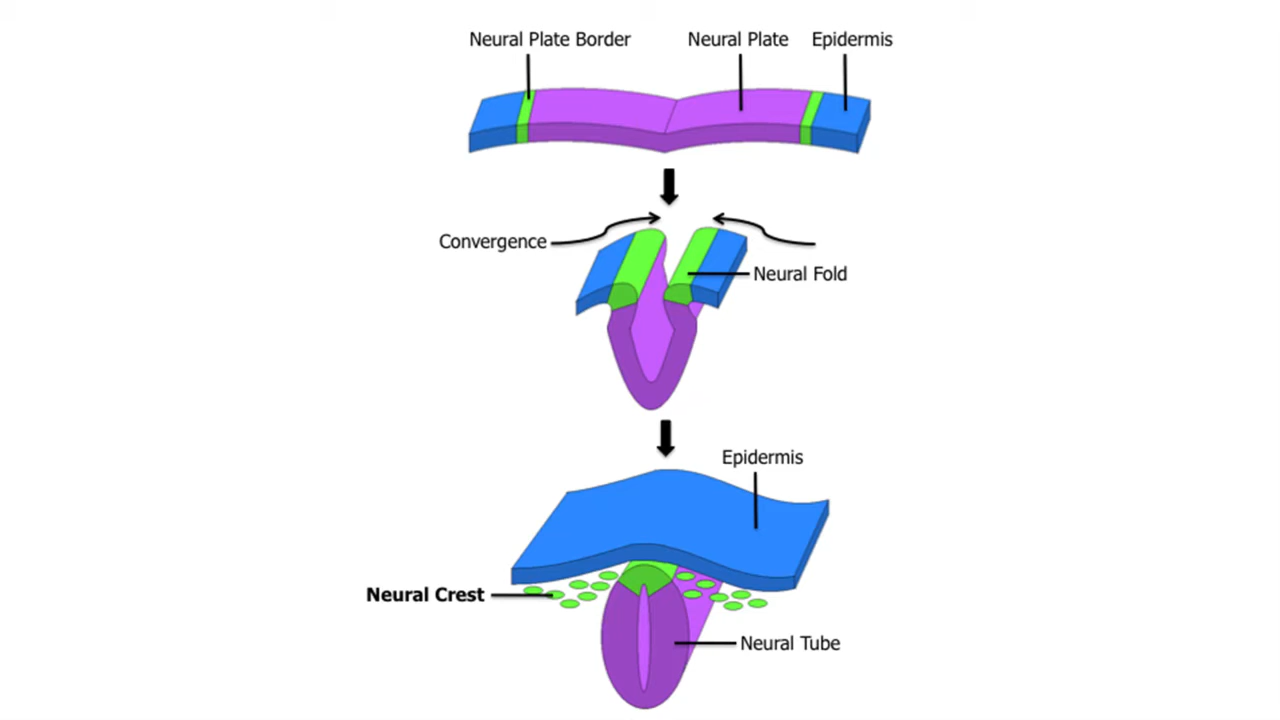 Neural Plate Border
Neural Plate
Epidermis
Convergence
Neural Fold
Epidermis
Neural Crest
Neural Tube